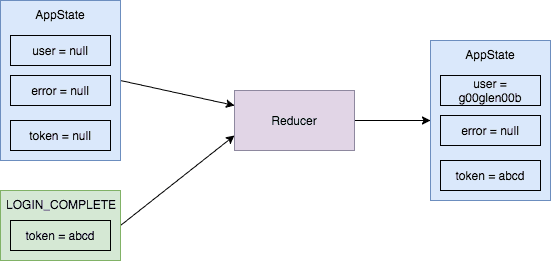 AppState
user = null
error = null
token = null
LOGIN_COMPLETE
token = abcd
Reducer
AppState
user =
g00glen00b
error = null
token = abcd